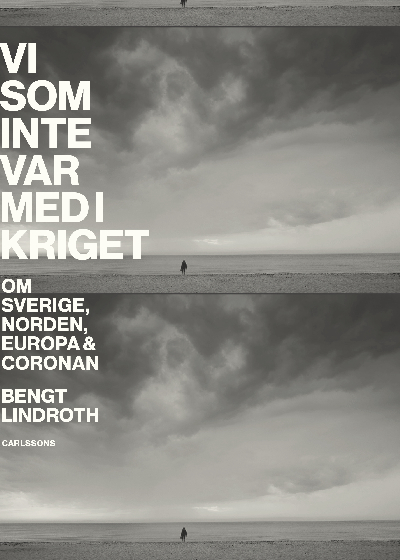 VI
SOM
INTE
VAR
MED I
KRIGET
OM
SVERIGE,
NORDEN,
EUROPA &
CORONAN
BENGT
LINDROTH
CARLSSONS